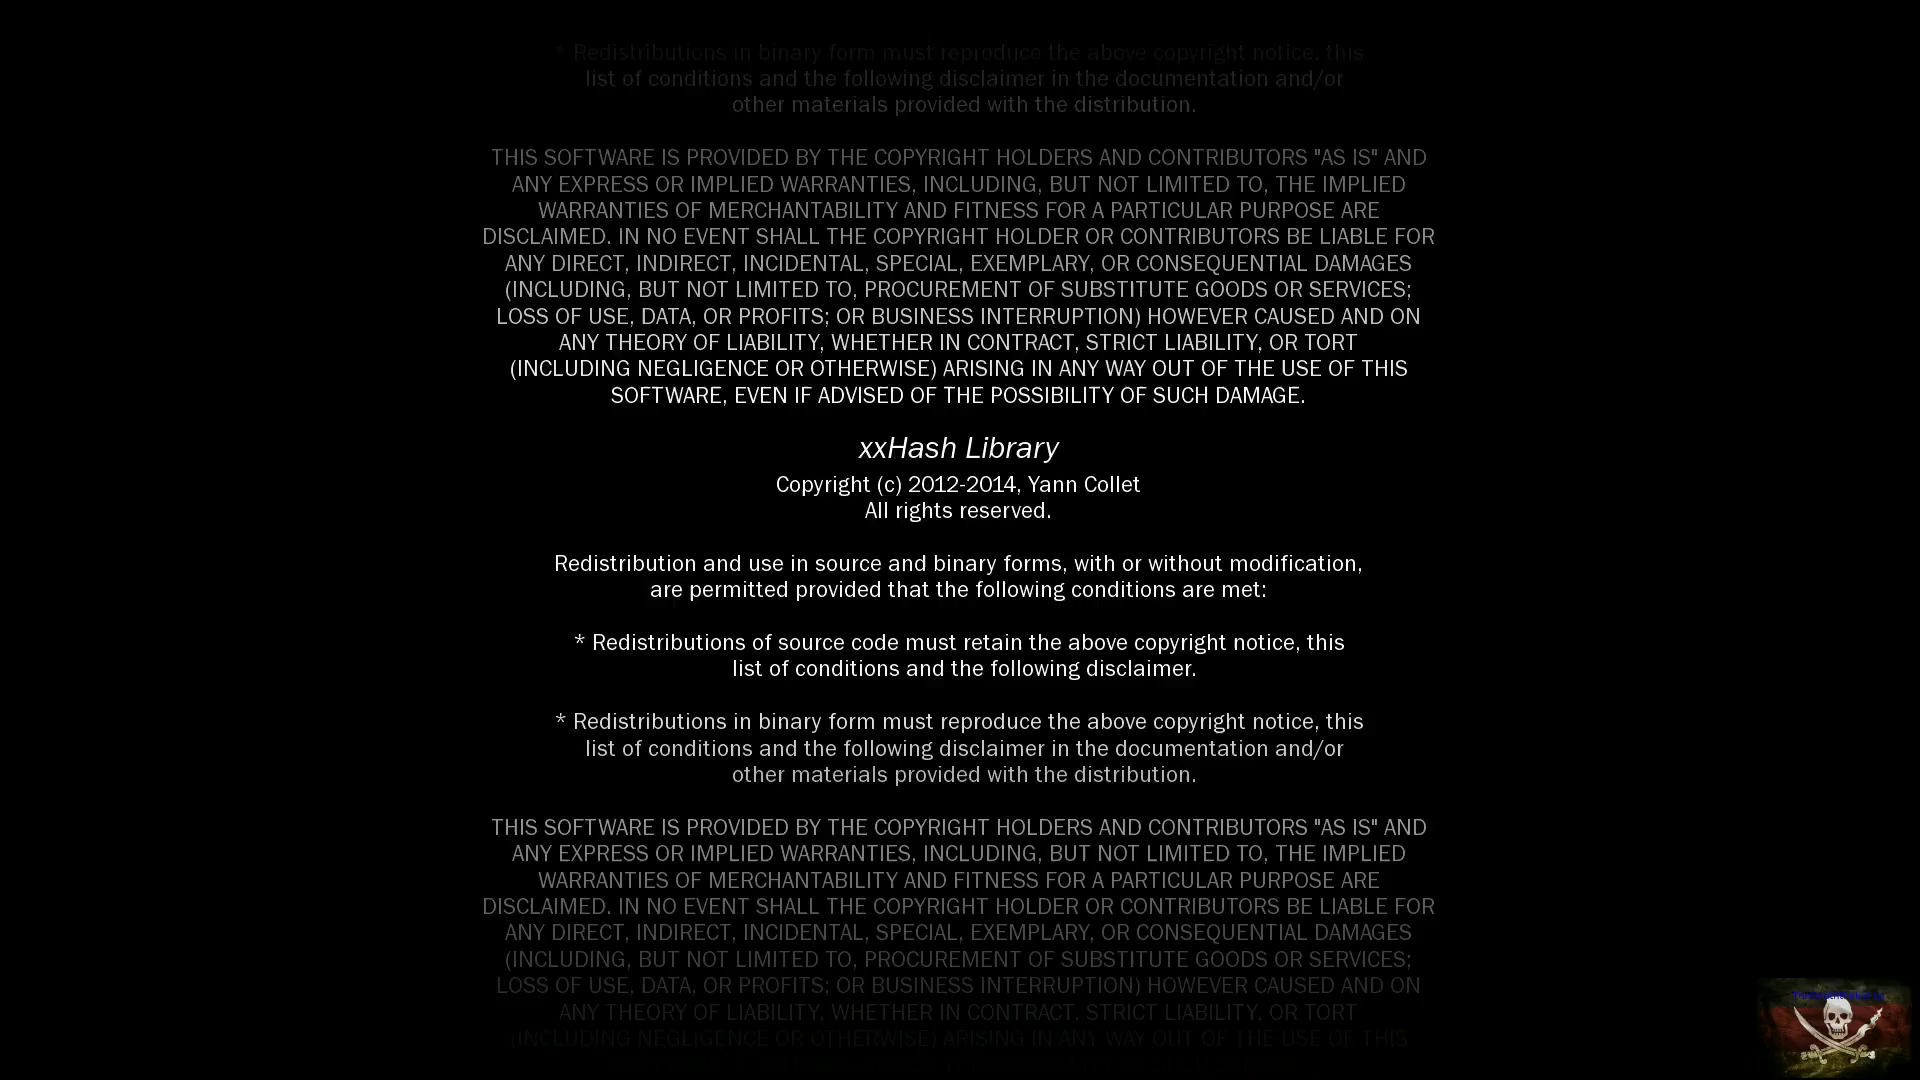 * Redistributions in binary form must reproduce the above copyright notice, this
list of conditions and the following disclaimer in the documentation and/or
other materials provided with the distribution.
THIS SOFTWARE IS PROVIDED BY THE COPYRIGHT HOLDERS AND CONTRIBUTORS "AS IS" AND
ANY EXPRESS OR IMPLIED WARRANTIES, INCLUDING, BUT NOT LIMITED TO, THE IMPLIED
WARRANTIES OF MERCHANTABILITY AND FITNESS FOR A PARTICULAR PURPOSE ARE
DISCLAIMED. IN NO EVENT SHALL THE COPYRIGHT HOLDER OR CONTRIBUTORS BE LIABLE FOR
ANY DIRECT, INDIRECT, INCIDENTAL, SPECIAL, EXEMPLARY, OR CONSEQUENTIAL DAMAGES
(INCLUDING, BUT NOT LIMITED TO, PROCUREMENT OF SUBSTITUTE GOODS OR SERVICES;
LOSS OF USE, DATA, OR PROFITS; OR BUSINESS INTERRUPTION) HOWEVER CAUSED AND ON
ANY THEORY OF LIABILITY, WHETHER IN CONTRACT, STRICT LIABILITY, OR TORT
(INCLUDING NEGLIGENCE OR OTHERWISE) ARISING IN ANY WAY OUT OF THE USE OF THIS
SOFTWARE, EVEN IF ADVISED OF THE POSSIBILITY OF SUCH DAMAGE.
xxHash Library
Copyright (c) 2012-2014, Yann Collet
All rights reserved.
Redistribution and use in source and binary forms, with or without modification,
are permitted provided that the following conditions are met:
* Redistributions of source code must retain the above copyright notice, this
list of conditions and the following disclaimer.
* Redistributions in binary form must reproduce the above copyright notice, this
list of conditions and the following disclaimer in the documentation and/or
other materials provided with the distribution.
THIS SOFTWARE IS PROVIDED BY THE COPYRIGHT HOLDERS AND CONTRIBUTORS "AS IS" AND
ANY EXPRESS OR IMPLIED WARRANTIES, INCLUDING, BUT NOT LIMITED TO, THE IMPLIED
WARRANTIES OF MERCHANTABILITY AND FITNESS FOR A PARTICULAR PURPOSE ARE
DISCLAIMED. IN NO EVENT SHALL THE COPYRIGHT HOLDER OR CONTRIBUTORS BE LIABLE FOR
ANY DIRECT, INDIRECT, INCIDENTAL, SPECIAL, EXEMPLARY, OR CONSEQUENTIAL DAMAGES
(INCLUDING, BUT NOT LIMITED TO, PROCUREMENT OF SUBSTITUTE GOODS OR SERVICES;
LOSS OF USE, DATA, OR PROFITS; OR BUSINESS INTERRUPTION) HOWEVER CAUSED AND ON
ANY THEORY OF LIABILITY, WHETHER IN CONTRACT, STRICT LIABILITY, OR TORT
(INCLUDING NEGLIGENCE OR OTHERWISE) ARISING IN ANY WAY OUT OF THE USE OF THIS